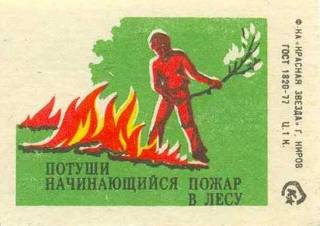 ПОТУШИ
НАЧИНАЮЩИЙСЯ ПОЖАР
В ЛЕСУ
Ф-КА „КРАСНАЯ ЗВЕЗДА” Г. КИРОВ
ГОСТ 1820-77 Ц. 1 К.